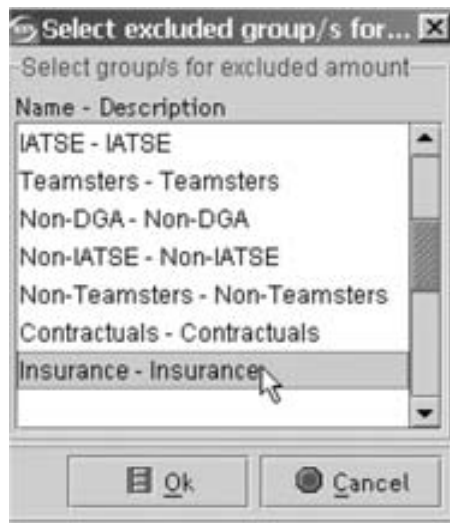 Select excluded group/s for...
Select group/s for excluded amount
Name - Description
IATSE - IATSE
Teamsters - Teamsters
Non-DGA - Non-DGA
Non-IATSE - Non-IATSE
Non-Teamsters - Non-Teamsters
Contractuals - Contractuals
Insurance - Insurance
Ok Cancel